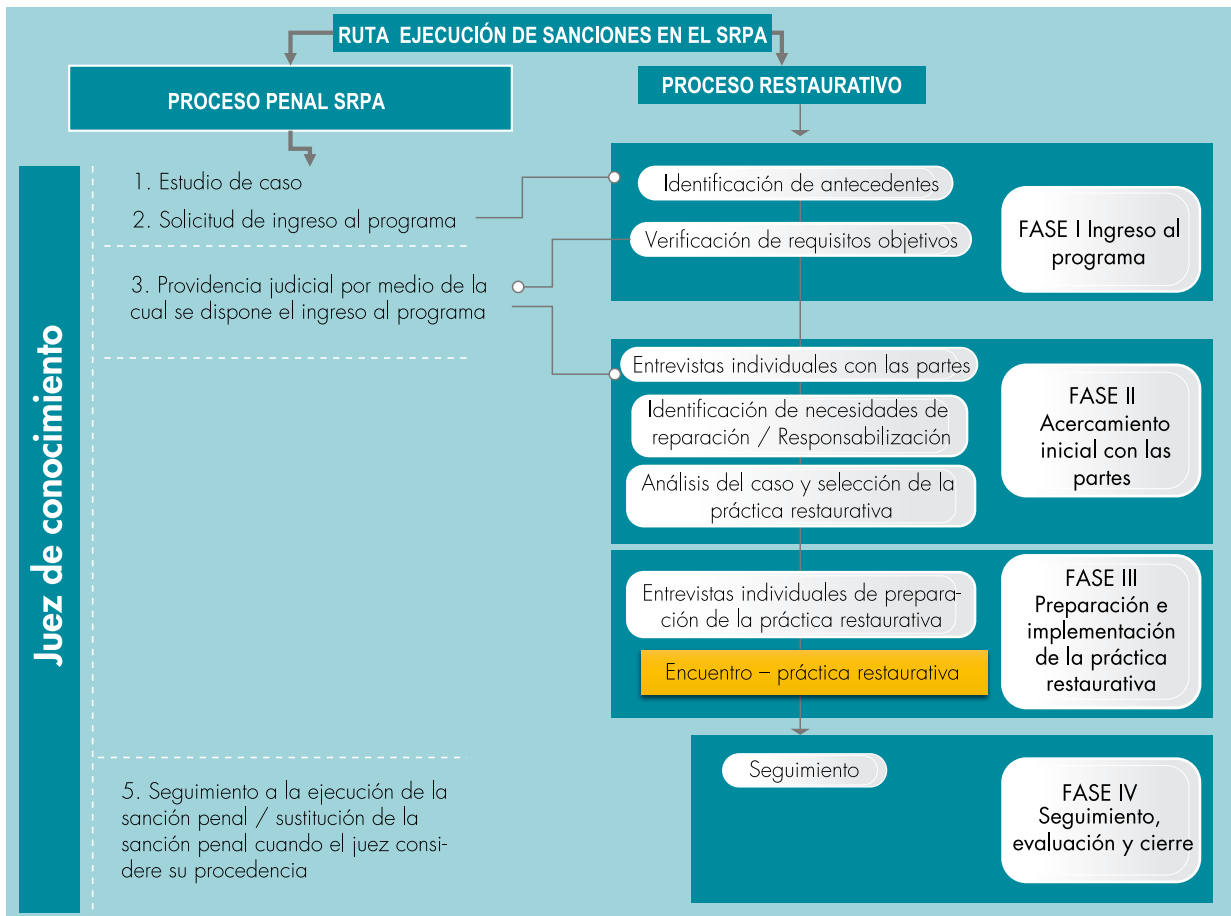 RUTA EJECUCIÓN DE SANCIONES EN EL SRPA
PROCESO PENAL SRPA
PROCESO RESTAURATIVO
Juez de conocimiento
1. Estudio de caso
2. Solicitud de ingreso al programa
3. Providencia judicial por medio de la
cual se dispone el ingreso al programa
5. Seguimiento a la ejecución de la
sanción penal / sustitución de la
sanción penal cuando el juez consi-
dere su procedencia
Identificación de antecedentes
Verificación de requisitos objetivos
FASE I Ingreso al
programa
Entrevistas individuales con las partes
Identificación de necesidades de
reparación / Responsabilización
Análisis del caso y selección de la
práctica restaurativa
FASE II
Acercamiento
inicial con las
partes
Entrevistas individuales de prepara-
ción de la práctica restaurativa
Encuentro – práctica restaurativa
FASE III
Preparación e
implementación
de la práctica
restaurativa
Seguimiento
FASE IV
Seguimiento,
evaluación y cierre